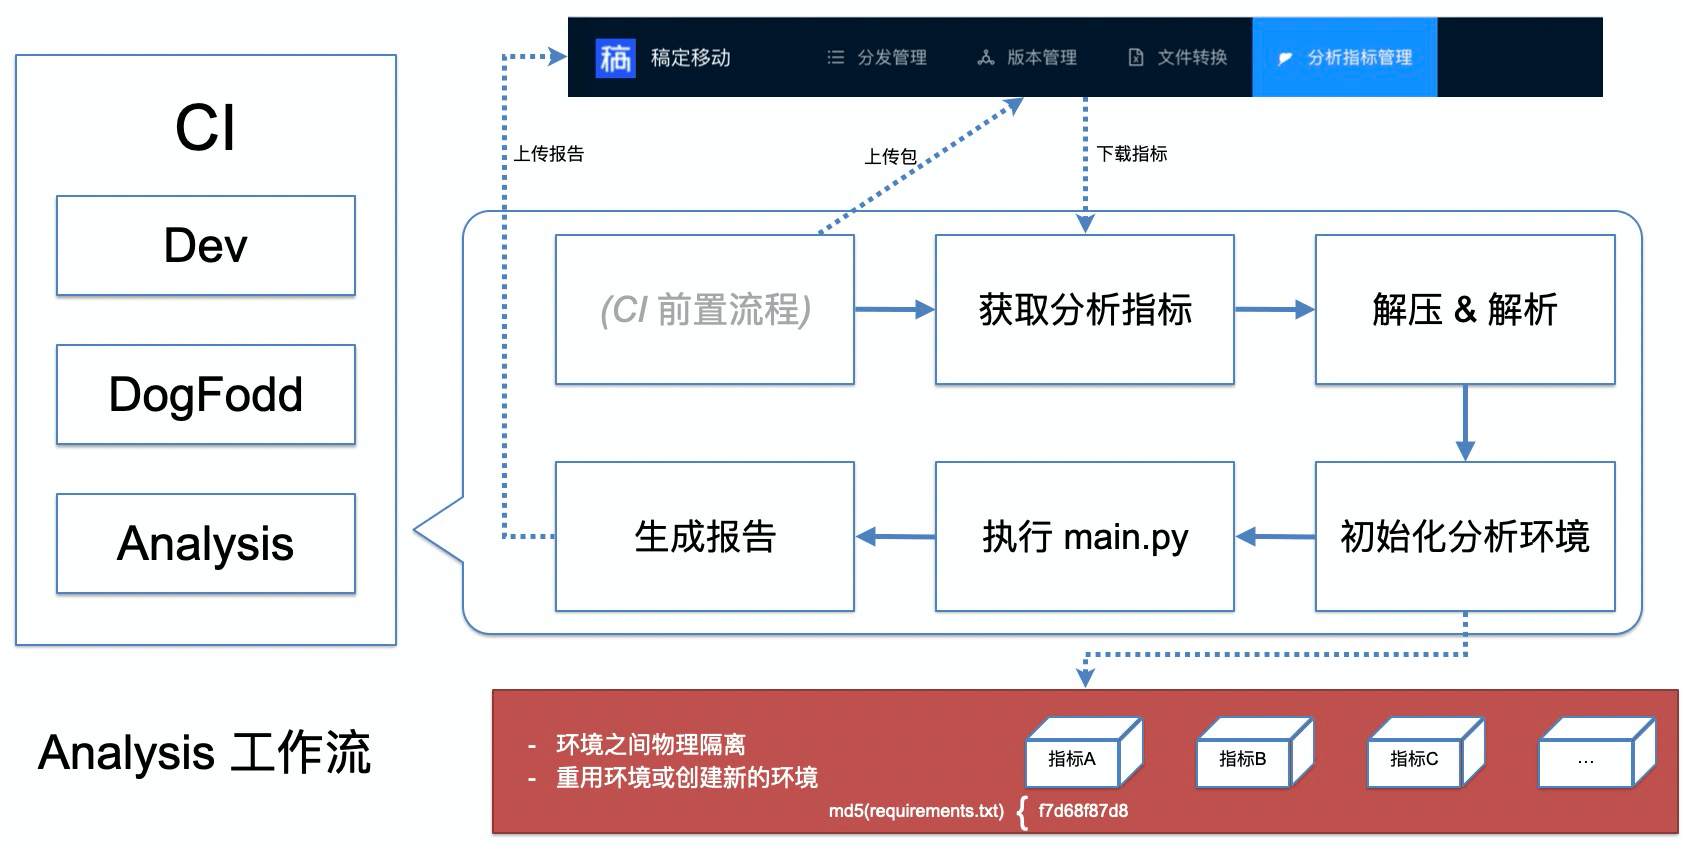 稿
稿定移动
分发管理
版本管理
文件转换
分析指标管理
CI
Dev
DogFodd
Analysis
Analysis 工作流
上传报告
上传包
下载指标
(CI 前置流程)
获取分析指标
解压 & 解析
生成报告
执行 main.py
初始化分析环境
- 环境之间物理隔离
- 重用环境或创建新的环境
指标A
指标B
指标C
...
md5(requirements.txt) { f7d68f87d8